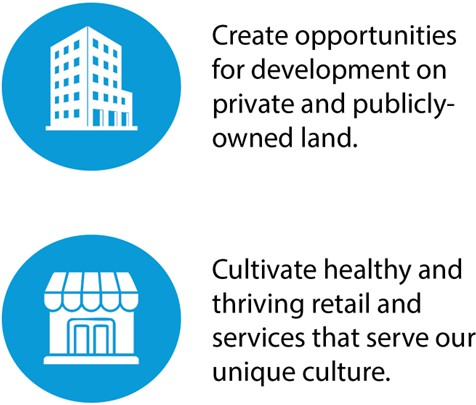 Create opportunities
for development on
private and publicly-
owned land.
Cultivate healthy and
thriving retail and
services that serve our
unique culture.